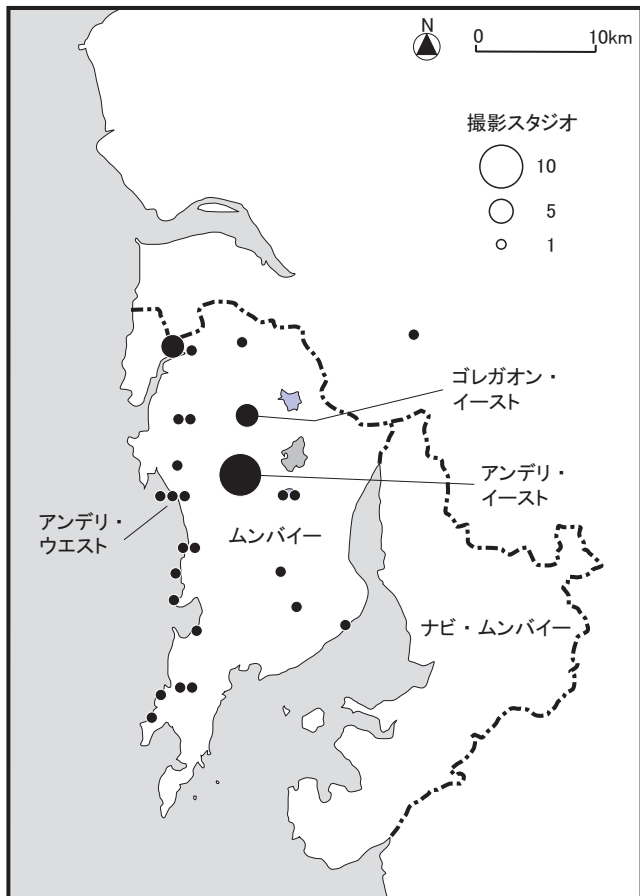 N
0
10km
撮影スタジオ
10
5
1
ゴレガオン・
イースト
アンデリ・
イースト
アンデリ・
ウエスト
ムンバイー
ナビ・ムンバイー